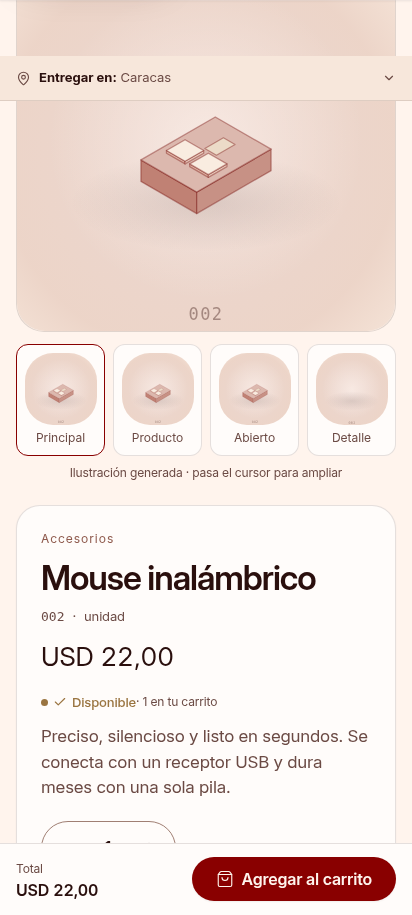 Entregar en: Caracas
002
Principal
Producto
Abierto
Detalle
Ilustración generada · pasa el cursor para ampliar
Accesorios
Mouse inalámbrico
002 · unidad
USD 22,00
Disponible · 1 en tu carrito
Preciso, silencioso y listo en segundos. Se
conecta con un receptor USB y dura
meses con una sola pila.
Total
USD 22,00
Agregar al carrito